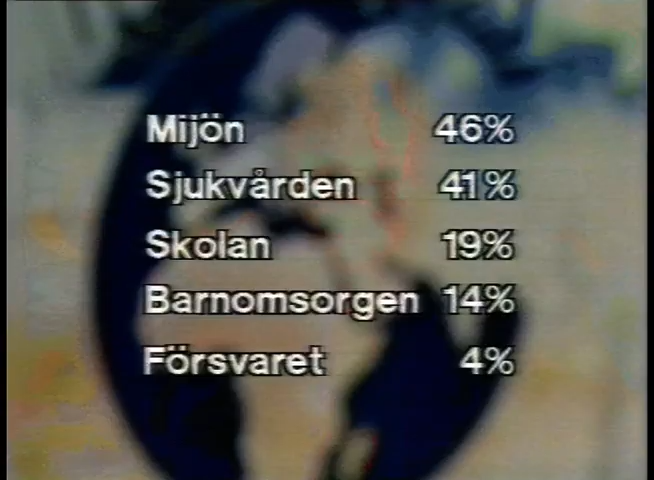 Mijön 46%
Sjukvården 41%
Skolan 19%
Barnomsorgen 14%
Försvaret 4%